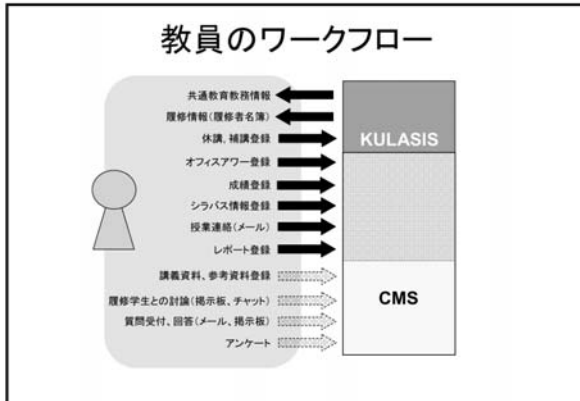 教員のワークフロー
共通教育教務情報
履修情報(履修者名簿)
休講、補講登録
オフィスアワー登録
成績登録
シラバス情報登録
授業連絡(メール)
レポート登録
講義資料、参考資料登録
履修学生との討論(掲示板、チャット)
質問受付、回答(メール、掲示板)
アンケート
KULASIS
CMS